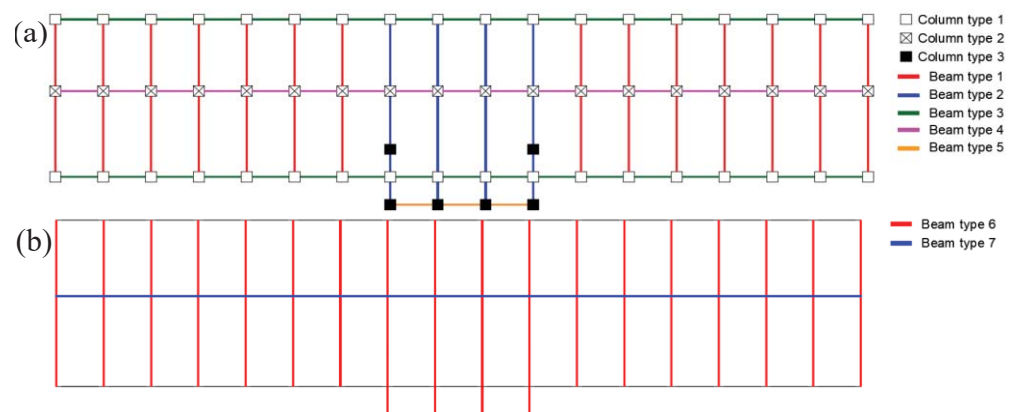 (a)
Column type 1
Column type 2
Column type 3
Beam type 1
Beam type 2
Beam type 3
Beam type 4
Beam type 5
(b)
Beam type 6
Beam type 7